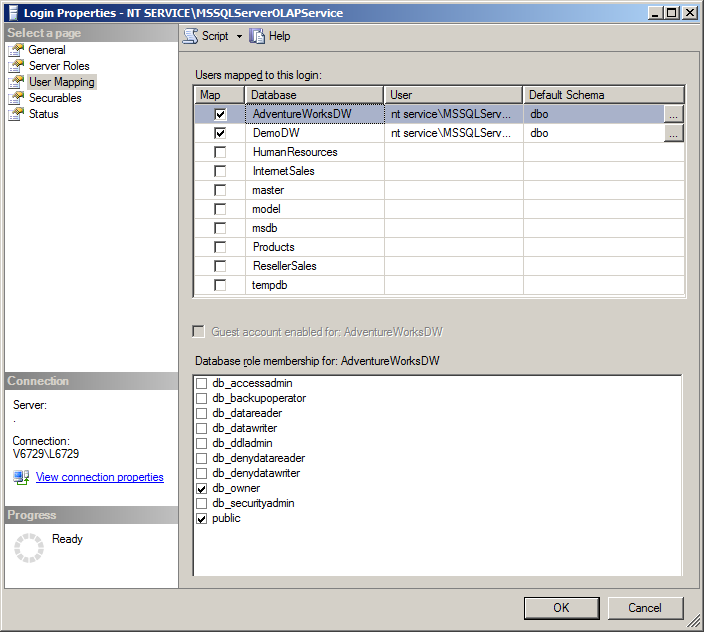 Login Properties - NT SERVICE\MSSQLServerOLAPService
Select a page
General
Server Roles
User Mapping
Securables
Status
Script Help
Users mapped to this login:
Map Database User Default Schema
AdventureWorksDW nt service\MSSQLServ... dbo ...
DemoDW nt service\MSSQLServ... dbo ...
HumanResources
InternetSales
master
model
msdb
Products
ResellerSales
tempdb
Guest account enabled for: AdventureWorksDW
Database role membership for: AdventureWorksDW
db_accessadmin
db_backupoperator
db_datareader
db_datawriter
db_ddladmin
db_denydatareader
db_denydatawriter
db_owner
db_securityadmin
public
Connection
Server:
.
Connection:
V6729\L6729
View connection properties
Progress
Ready
OK Cancel